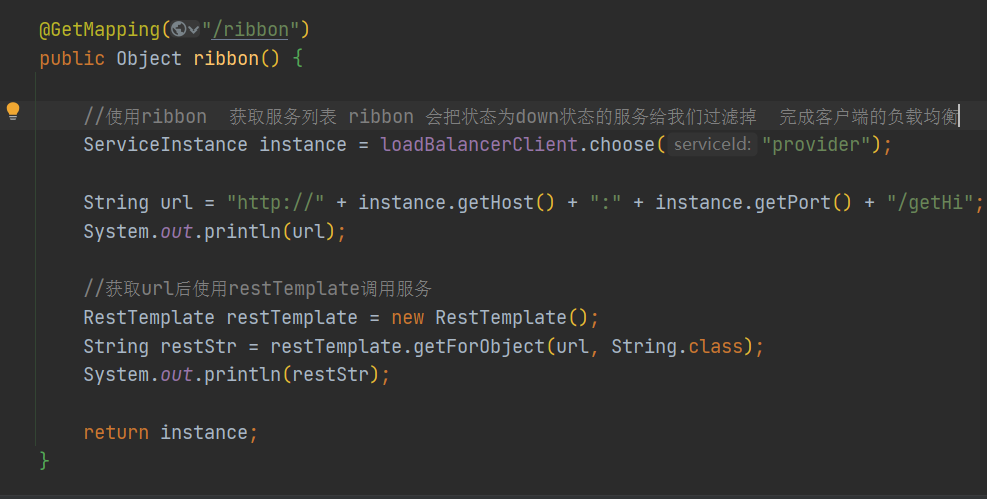 @GetMapping("/ribbon")
public Object ribbon() {
//使用ribbon  获取服务列表 ribbon 会把状态为down状态的服务给我们过滤掉  完成客户端的负载均衡
ServiceInstance instance = loadBalancerClient.choose( serviceId: "provider");
String url = "http://" + instance.getHost() + ":" + instance.getPort() + "/getHi";
System.out.println(url);
//获取url后使用restTemplate调用服务
RestTemplate restTemplate = new RestTemplate();
String restStr = restTemplate.getForObject(url, String.class);
System.out.println(restStr);
return instance;
}